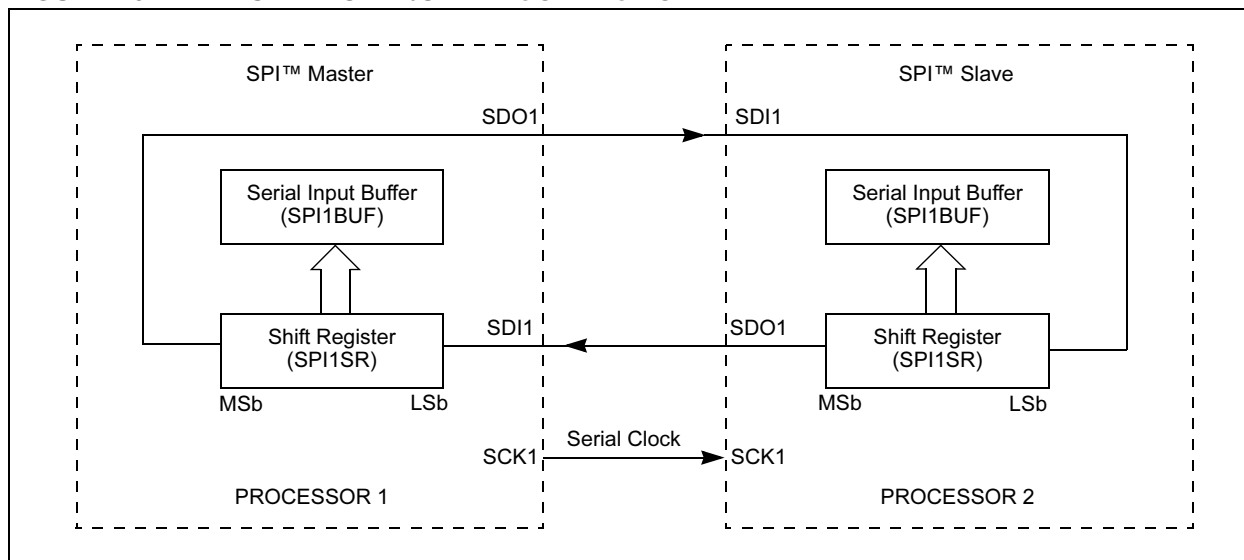 SPI™ Master
SPI™ Slave
SDO1
SDI1
Serial Input Buffer
(SPI1BUF)
Serial Input Buffer
(SPI1BUF)
Shift Register
(SPI1SR)
SDI1
SDO1
Shift Register
(SPI1SR)
MSb
LSb
MSb
LSb
Serial Clock
SCK1
SCK1
PROCESSOR 1
PROCESSOR 2